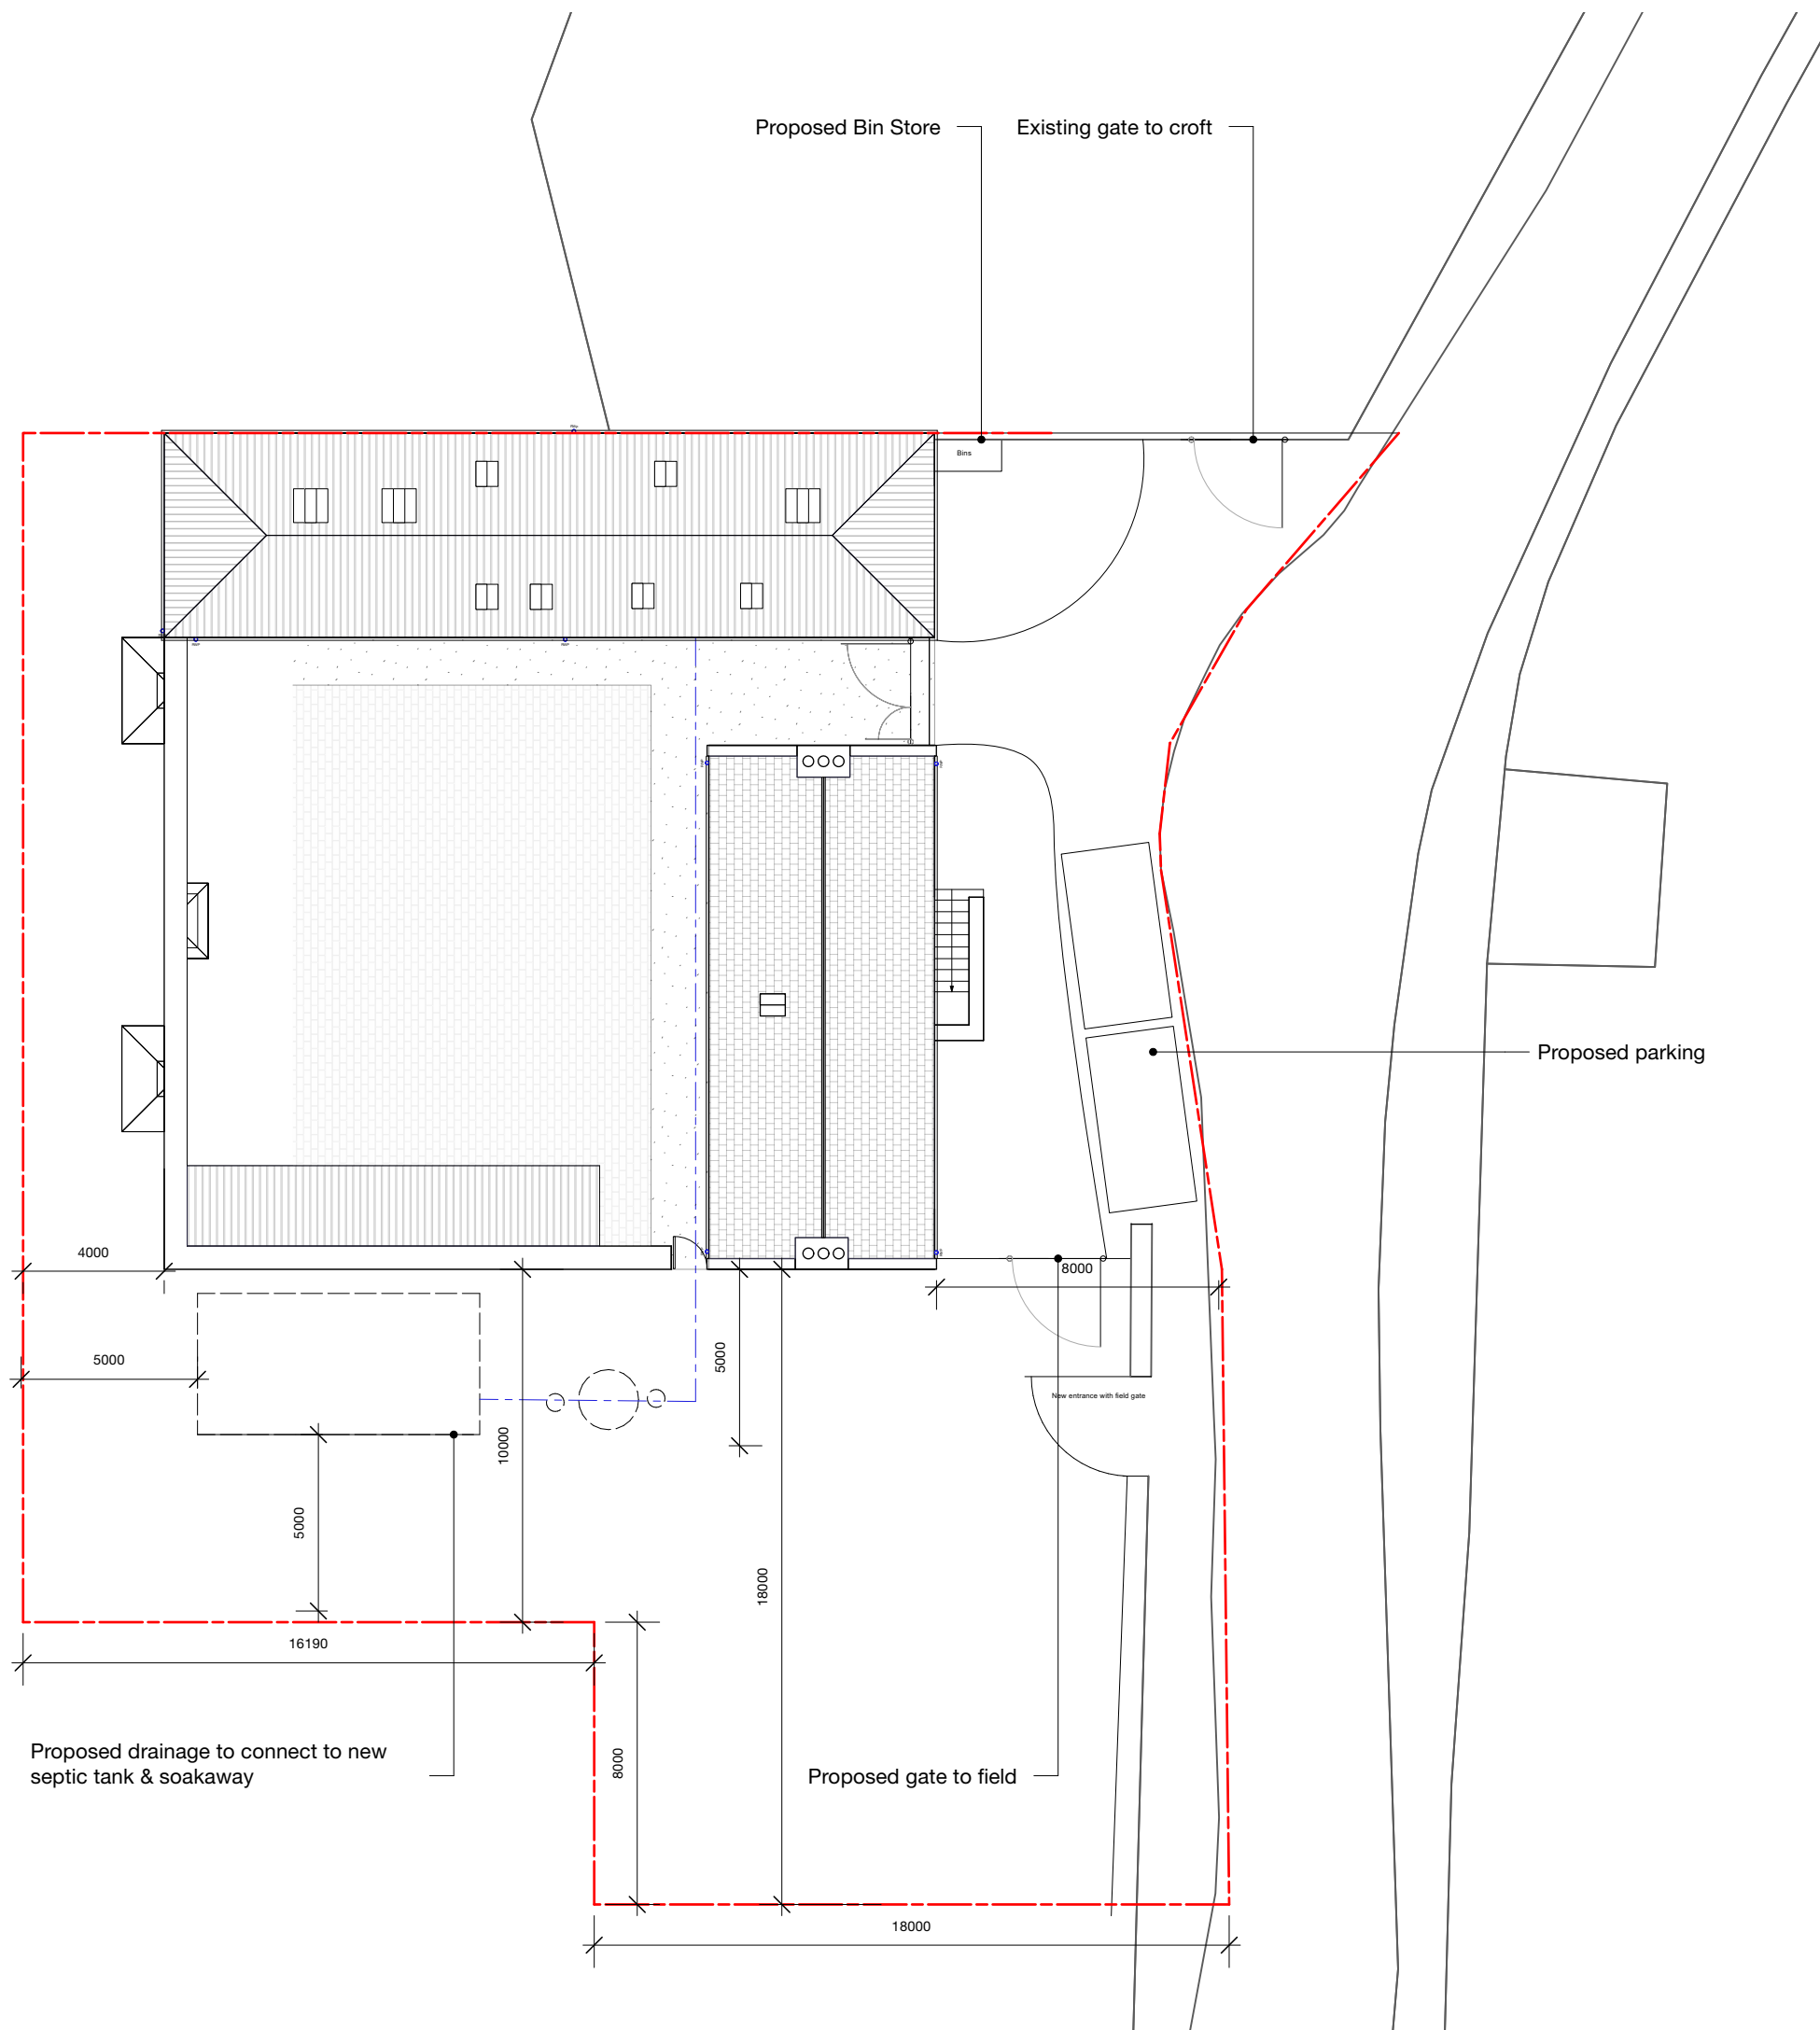 Proposed Bin Store
Existing gate to croft
Bins
Proposed parking
4000
8000
5000
5000
New entrance with field gate
10000
5000
18000
16190
8000
Proposed drainage to connect to new
septic tank & soakaway
Proposed gate to field
18000